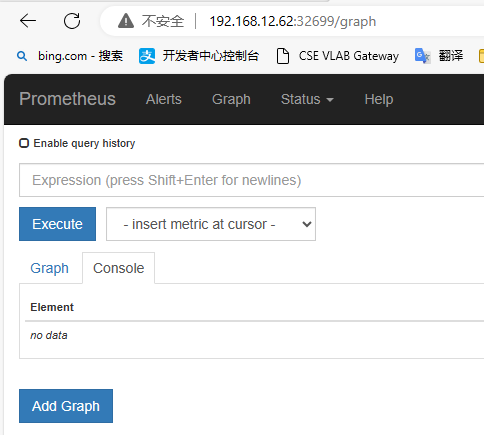 不安全 192.168.12.62:32699/graph
bing.com - 搜索 开发者中心控制台 CSE VLAB Gateway 翻译
Prometheus Alerts Graph Status Help
Enable query history
Expression (press Shift+Enter for newlines)
Execute - insert metric at cursor -
Graph Console
Element
no data
Add Graph